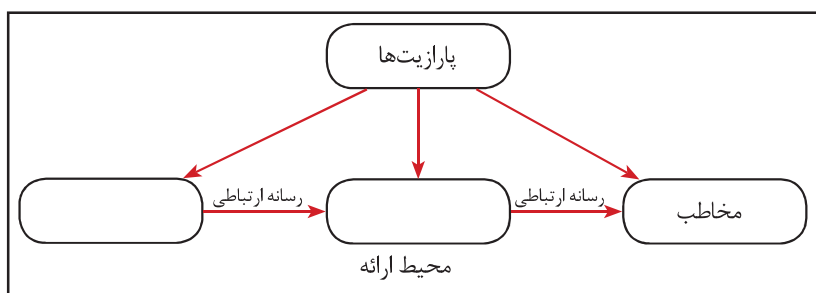 پارازیت‌ها
رسانه ارتباطی
رسانه ارتباطی
مخاطب
محیط ارائه